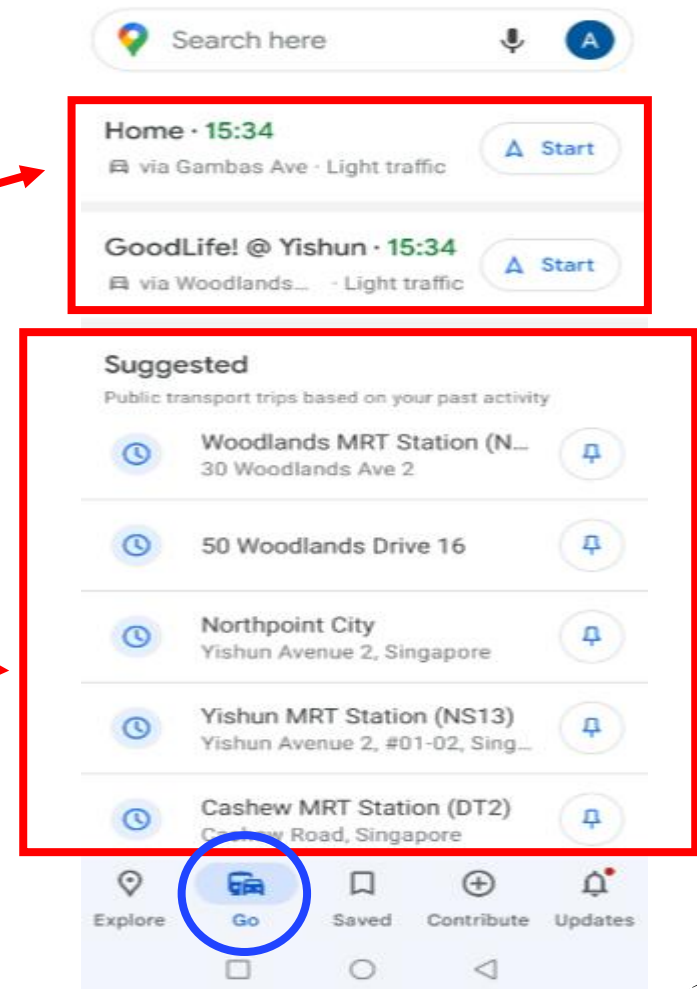 Search here
A
Home · 15:34
via Gambas Ave · Light traffic
Start
GoodLife! @ Yishun · 15:34
via Woodlands... · Light traffic
Start
Suggested
Public transport trips based on your past activity
Woodlands MRT Station (N...
30 Woodlands Ave 2
50 Woodlands Drive 16
Northpoint City
Yishun Avenue 2, Singapore
Yishun MRT Station (NS13)
Yishun Avenue 2, #01-02, Sing...
Cashew MRT Station (DT2)
Cashew Road, Singapore
Explore
Go
Saved
Contribute
Updates